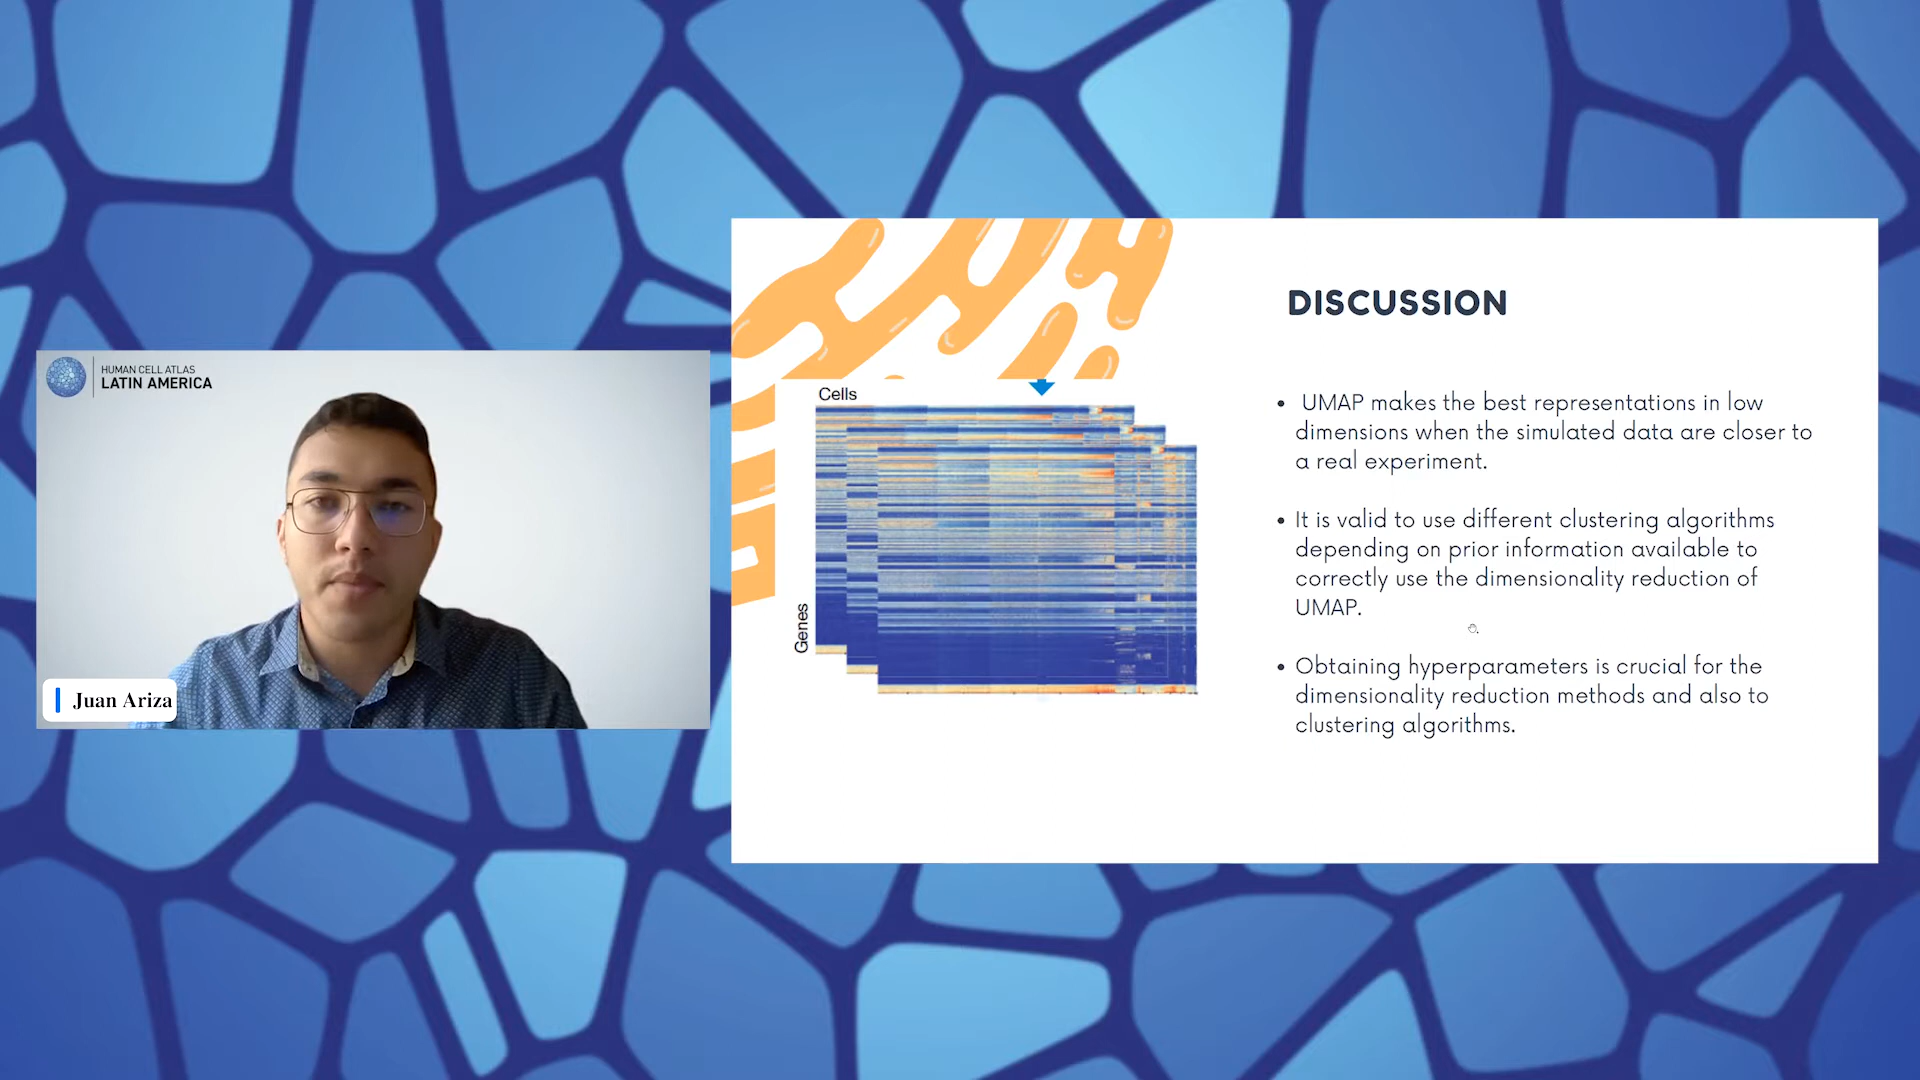 HUMAN CELL ATLAS
LATIN AMERICA
Juan Ariza
Cells
Genes
DISCUSSION
• UMAP makes the best representations in low
dimensions when the simulated data are closer to
a real experiment.
• It is valid to use different clustering algorithms
depending on prior information available to
correctly use the dimensionality reduction of
UMAP.
• Obtaining hyperparameters is crucial for the
dimensionality reduction methods and also to
clustering algorithms.